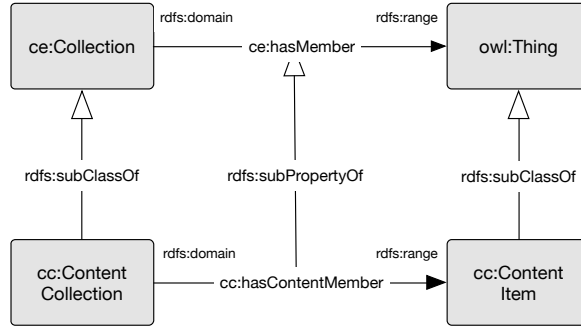 rdfs:domain
rdfs:range
ce:Collection
ce:hasMember
owl:Thing
rdfs:subClassOf
rdfs:subPropertyOf
rdfs:subClassOf
rdfs:domain
rdfs:range
cc:Content
Collection
cc:hasContentMember
cc:Content
Item